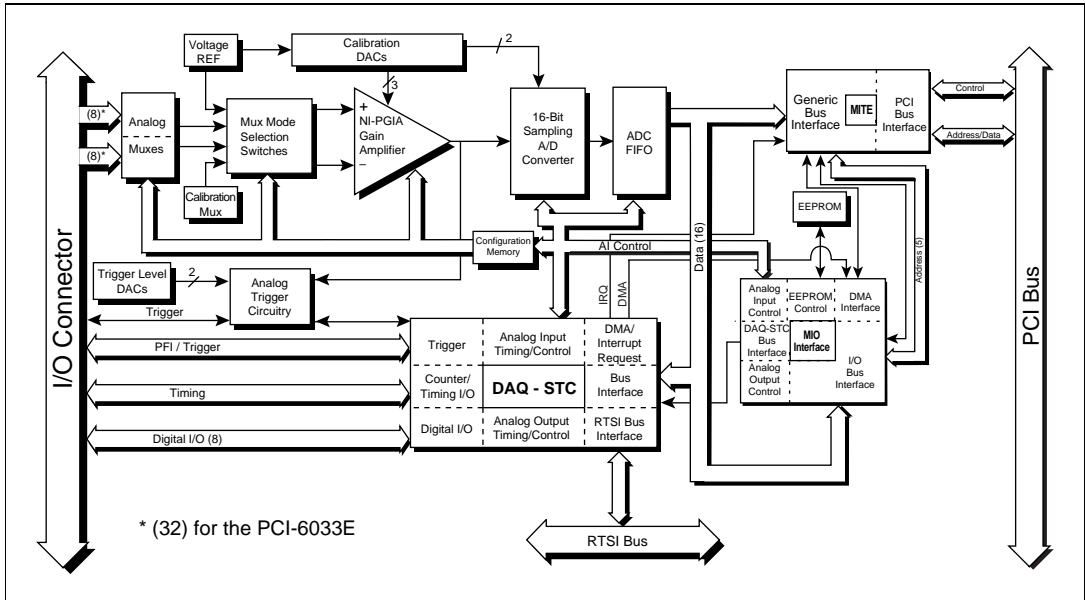 Voltage
REF
Calibration
DACs
2
3
(8)*
(8)*
Analog
Muxes
Mux Mode
Selection
Switches
+
NI-PGIA
Gain
Amplifier
–
16-Bit
Sampling
A/D
Converter
ADC
FIFO
Generic
Bus
Interface
MITE
PCI
Bus
Interface
Control
Address/Data
Calibration
Mux
EEPROM
Configuration
Memory
AI Control
Data (16)
Address (5)
IRQ
DMA
I/O Connector
PCI Bus
Trigger Level
DACs
2
Analog
Trigger
Circuitry
Trigger
PFI / Trigger
Timing
Digital I/O (8)
Trigger
Analog Input
Timing/Control
DMA/
Interrupt
Request
Counter/
Timing I/O
DAQ - STC
Bus
Interface
Digital I/O
Analog Output
Timing/Control
RTSI Bus
Interface
Analog
Input
Control
EEPROM
Control
DMA
Interface
DAQ-STC
Bus
Interface
MIO
Interface
I/O
Bus
Interface
Analog
Output
Control
* (32) for the PCI-6033E
RTSI Bus